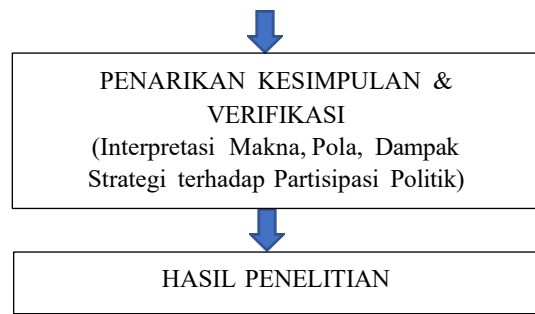 PENARIKAN KESIMPULAN &
VERIFIKASI
(Interpretasi Makna, Pola, Dampak
Strategi terhadap Partisipasi Politik)
HASIL PENELITIAN